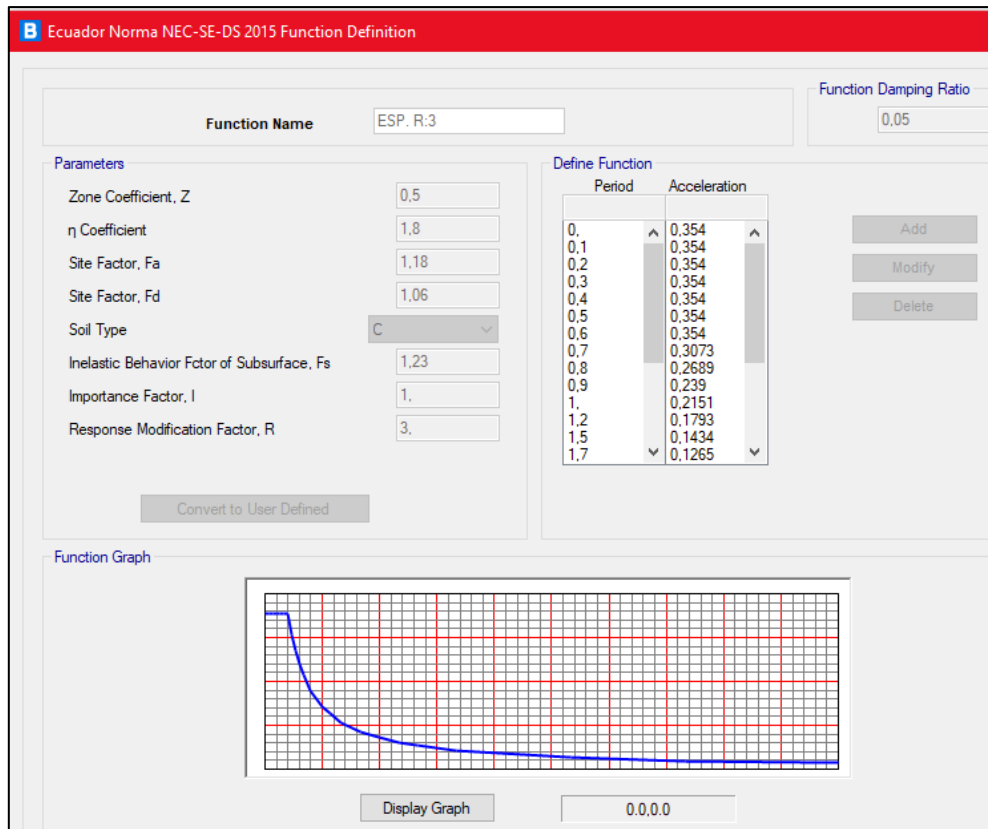 B Ecuador Norma NEC-SE-DS 2015 Function Definition
Function Damping Ratio
Function Name ESP. R:3 0,05
Parameters
Zone Coefficient, Z 0,5
η Coefficient 1,8
Site Factor, Fa 1,18
Site Factor, Fd 1,06
Soil Type C
Inelastic Behavior Fctor of Subsurface, Fs 1,23
Importance Factor, I 1,
Response Modification Factor, R 3,
Convert to User Defined
Define Function
Period Acceleration
0, 0,354
0,1 0,354
0,2 0,354
0,3 0,354
0,4 0,354
0,5 0,354
0,6 0,354
0,7 0,3073
0,8 0,2689
0,9 0,239
1, 0,2151
1,2 0,1793
1,5 0,1434
1,7 0,1265
Add
Modify
Delete
Function Graph
Display Graph 0.0,0.0